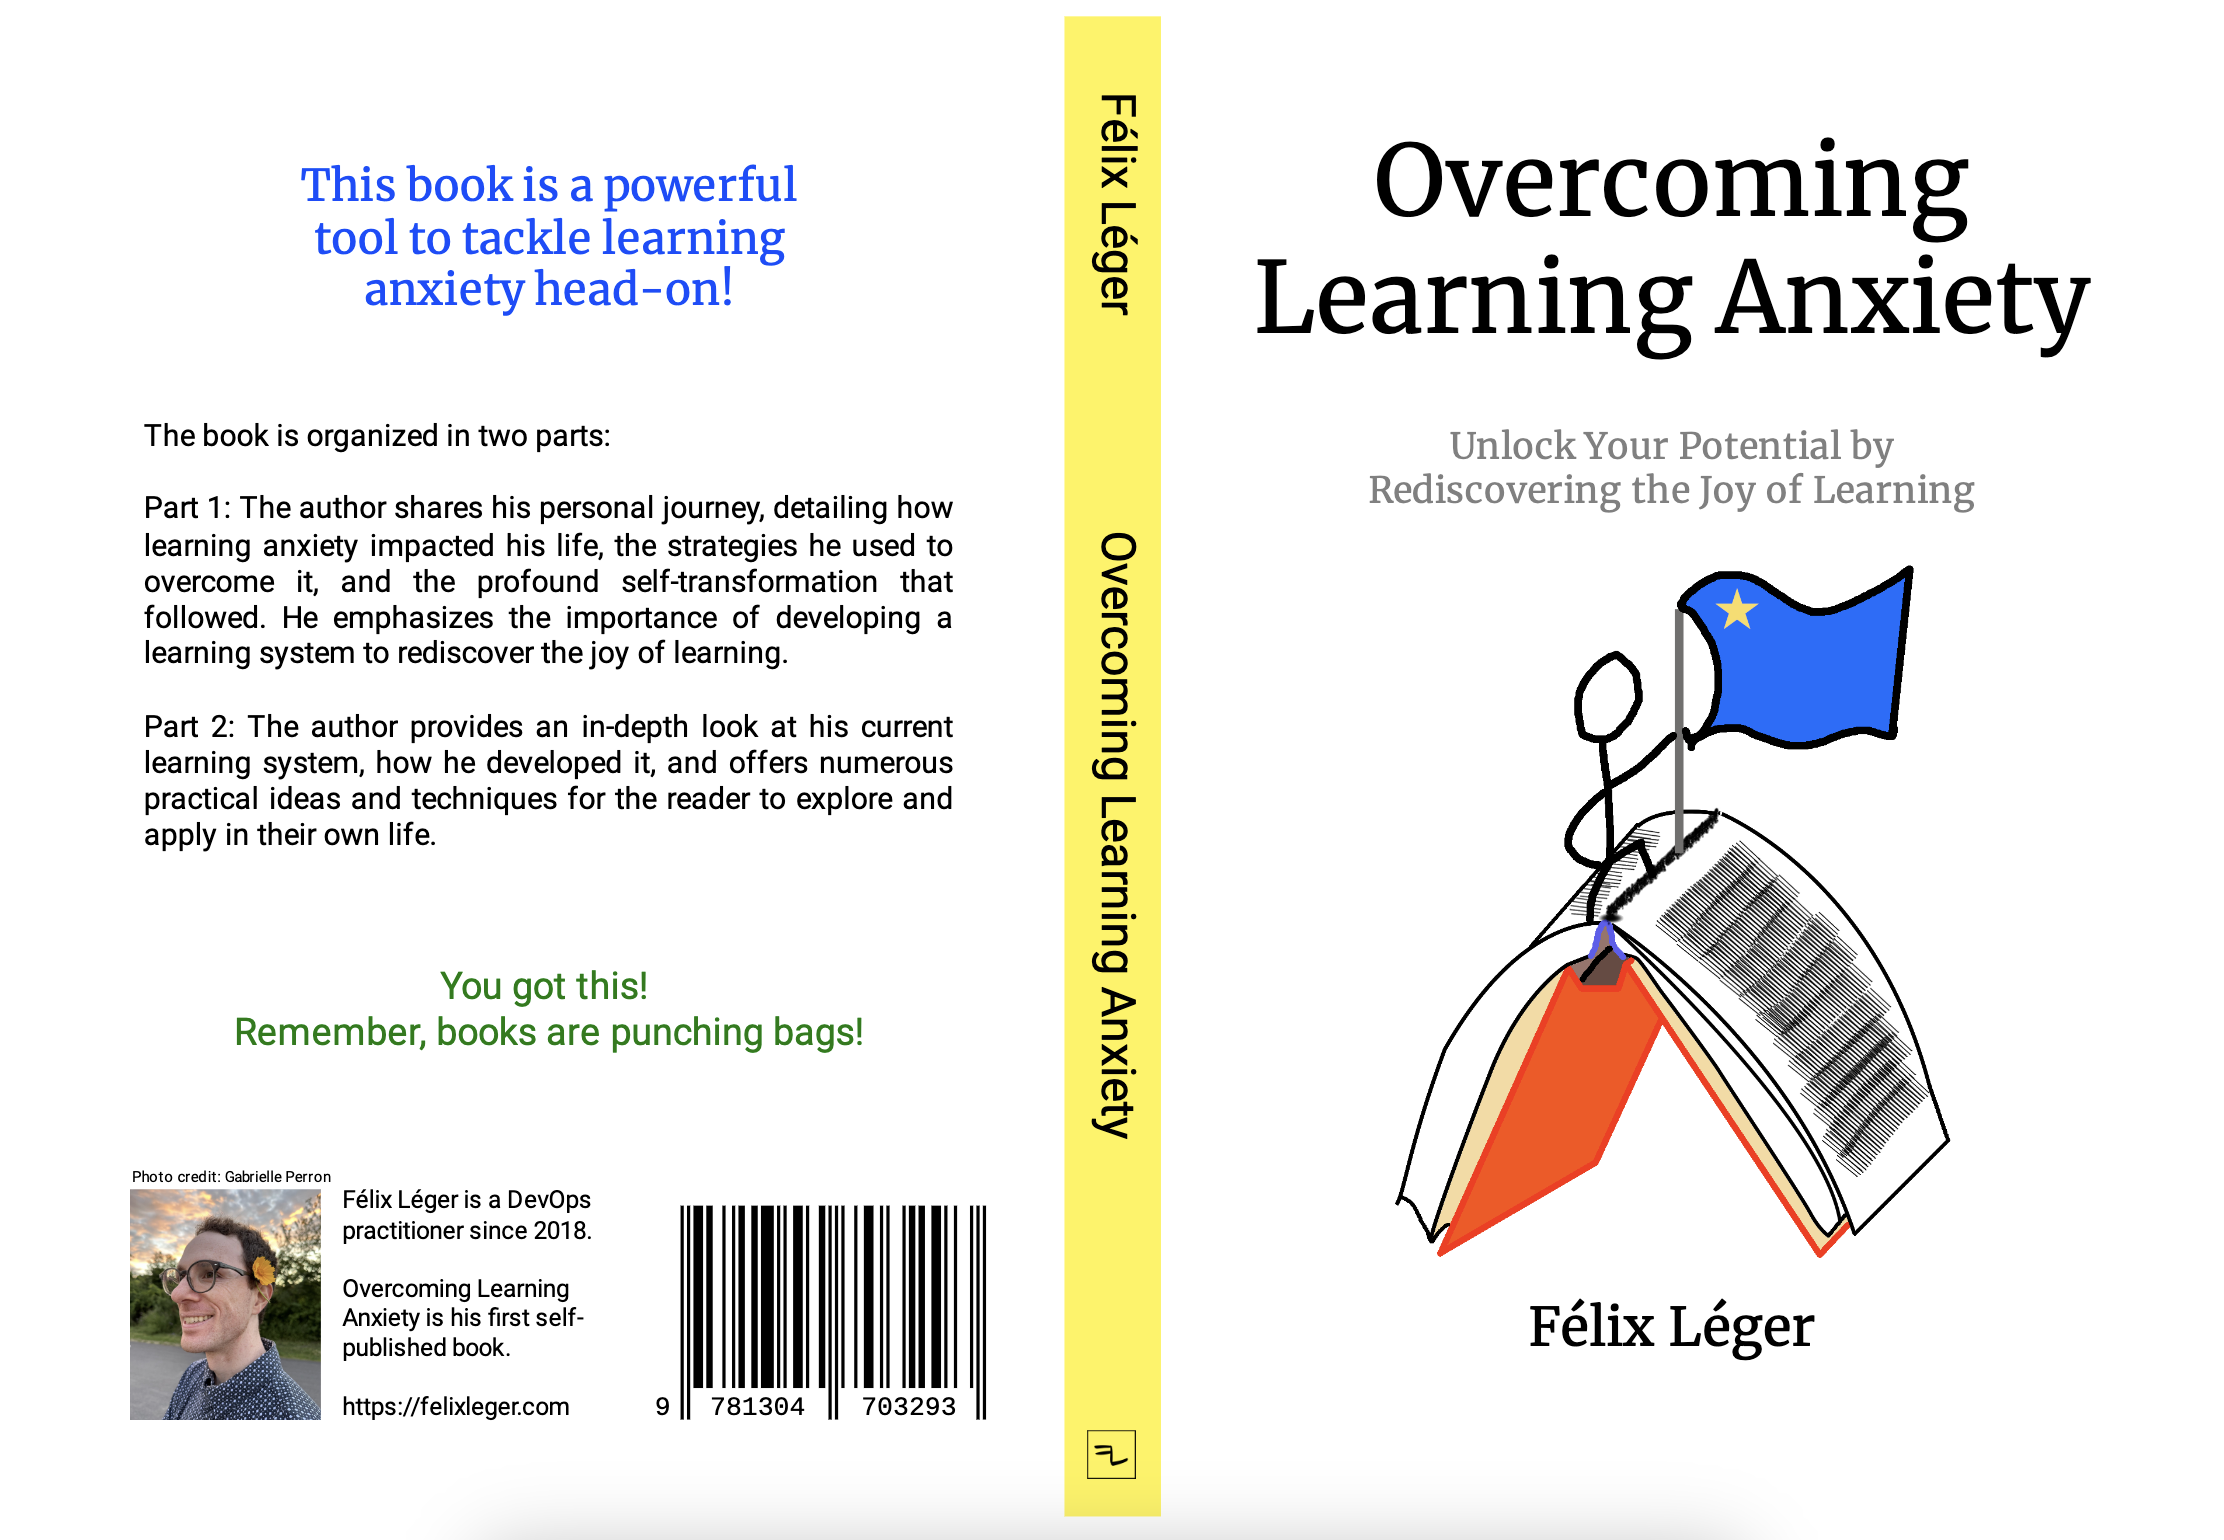 This book is a powerful
tool to tackle learning
anxiety head-on!
The book is organized in two parts:
Part 1: The author shares his personal journey, detailing how
learning anxiety impacted his life, the strategies he used to
overcome it, and the profound self-transformation that
followed. He emphasizes the importance of developing a
learning system to rediscover the joy of learning.
Part 2: The author provides an in-depth look at his current
learning system, how he developed it, and offers numerous
practical ideas and techniques for the reader to explore and
apply in their own life.
You got this!
Remember, books are punching bags!
Photo credit: Gabrielle Perron
Félix Léger is a DevOps
practitioner since 2018.
Overcoming Learning
Anxiety is his first self-
published book.
https://felixleger.com
9 781304 703293
Félix Léger
Overcoming Learning Anxiety
FL
Overcoming
Learning Anxiety
Unlock Your Potential by
Rediscovering the Joy of Learning
Félix Léger